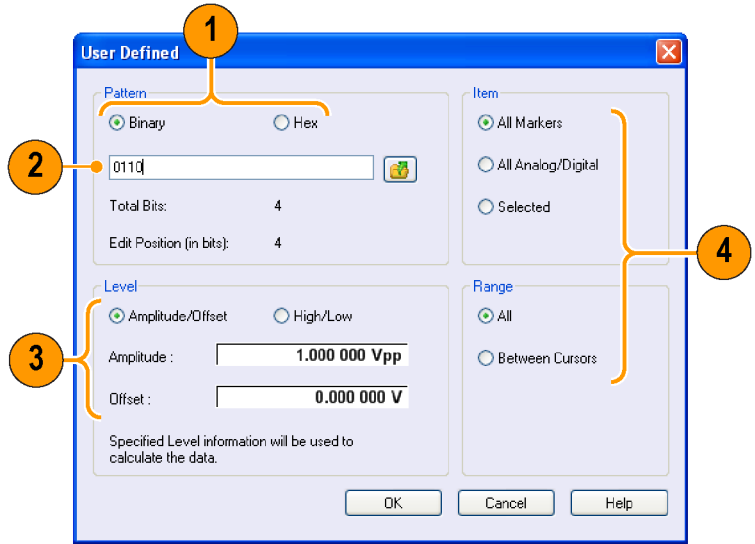 1
User Defined
Pattern
Binary
Hex
2
0110
Total Bits:
4
Edit Position (in bits):
4
Item
All Markers
All Analog/Digital
Selected
4
3
Level
Amplitude/Offset
High/Low
Amplitude :
1.000 000 Vpp
Offset :
0.000 000 V
Specified Level information will be used to
calculate the data.
Range
All
Between Cursors
OK
Cancel
Help